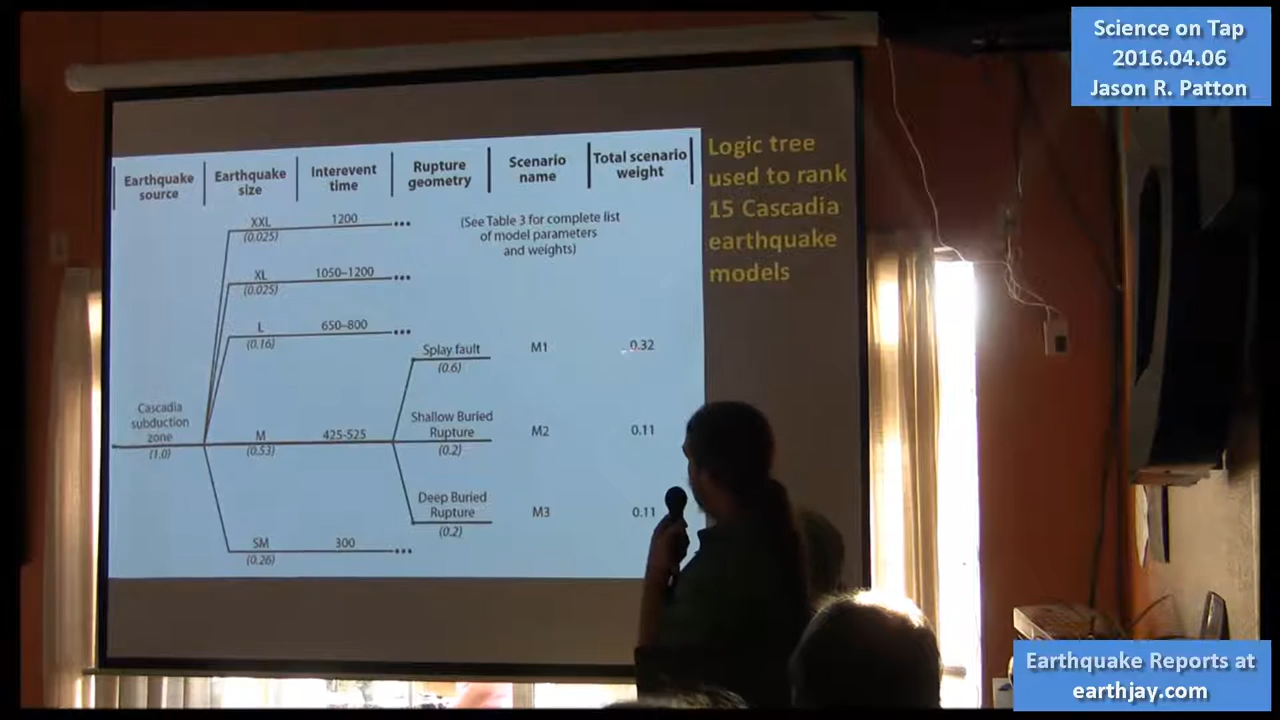 Science on Tap
2016.04.06
Jason R. Patton
Earthquake
source
Earthquake
size
Interevent
time
Rupture
geometry
Scenario
name
Total scenario
weight
Logic tree
used to rank
15 Cascadia
earthquake
models
XXL
(0.025)
1200
...
(See Table 3 for complete list
of model parameters
and weights)
XL
(0.025)
1050–1200
...
L
(0.16)
650–800
...
Splay fault
(0.6)
M1
0.32
Cascadia
subduction
zone
(1.0)
M
(0.53)
425-525
Shallow Buried
Rupture
(0.2)
M2
0.11
Deep Buried
Rupture
(0.2)
M3
0.11
SM
(0.26)
300
...
Earthquake Reports at
earthjay.com